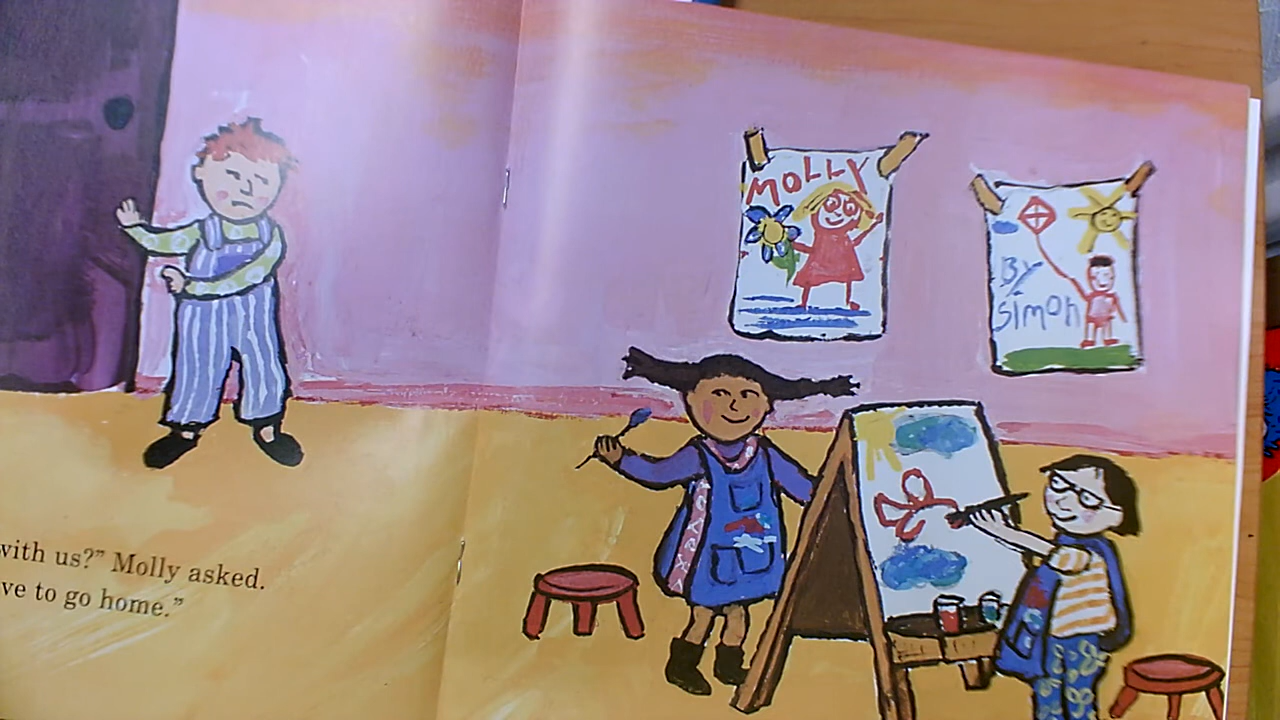 with us?” Molly asked.
ve to go home.”
MOLLY
By
Simon